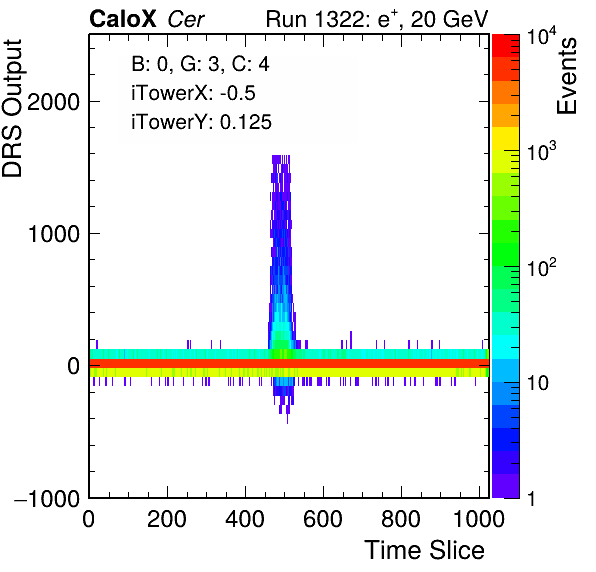 CaloX Cer Run 1322: e⁺, 20 GeV
B: 0, G: 3, C: 4
iTowerX: -0.5
iTowerY: 0.125
DRS Output
2000
1000
0
−1000
0 200 400 600 800 1000
Time Slice
Events
10⁴
10³
10²
10
1